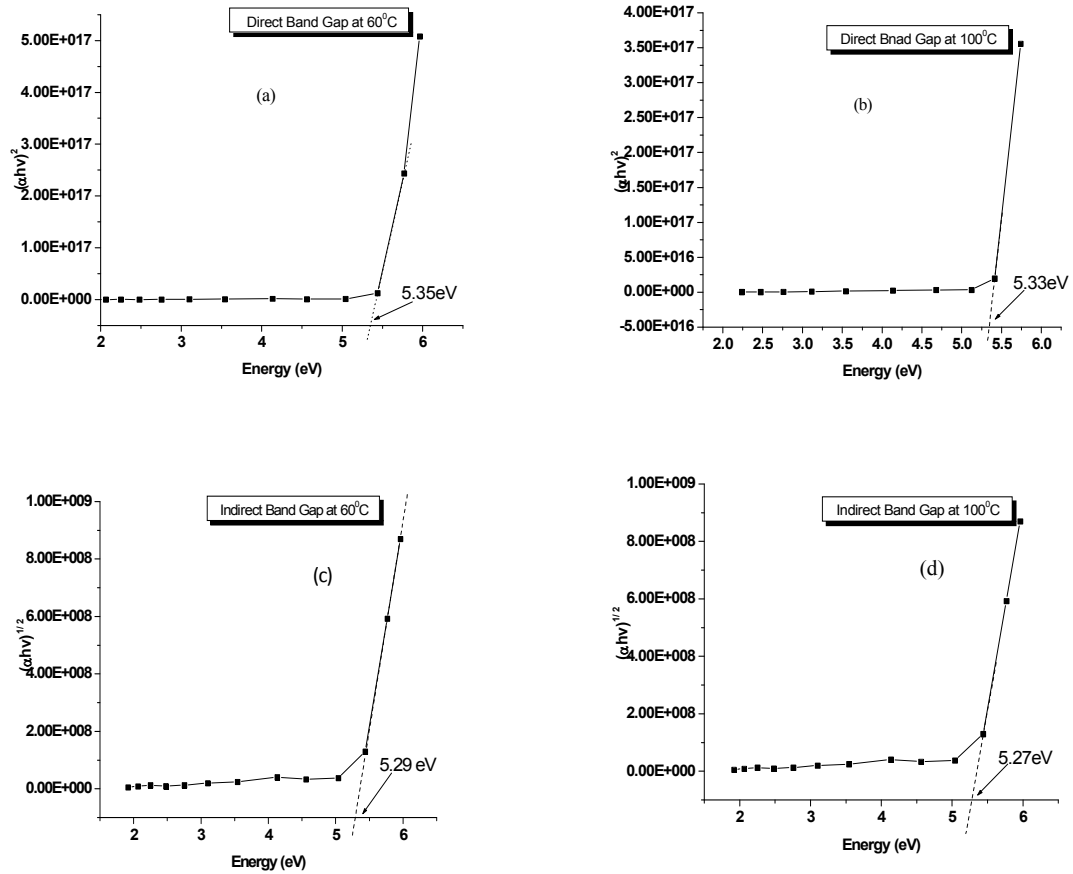 Direct Band Gap at 60⁰C
(a)
(αhν)²
5.00E+017
4.00E+017
3.00E+017
2.00E+017
1.00E+017
0.00E+000
5.35eV
2 3 4 5 6
Energy (eV)
Direct Bnad Gap at 100⁰C
(b)
(αhν)²
4.00E+017
3.50E+017
3.00E+017
2.50E+017
2.00E+017
1.50E+017
1.00E+017
5.00E+016
0.00E+000
-5.00E+016
5.33eV
2.0 2.5 3.0 3.5 4.0 4.5 5.0 5.5 6.0
Energy (eV)
Indirect Band Gap at 60⁰C
(c)
(αhν)¹/²
1.00E+009
8.00E+008
6.00E+008
4.00E+008
2.00E+008
0.00E+000
5.29 eV
2 3 4 5 6
Energy (eV)
Indirect Band Gap at 100⁰C
(d)
(αhν)¹/²
1.00E+009
8.00E+008
6.00E+008
4.00E+008
2.00E+008
0.00E+000
5.27eV
2 3 4 5 6
Energy (eV)